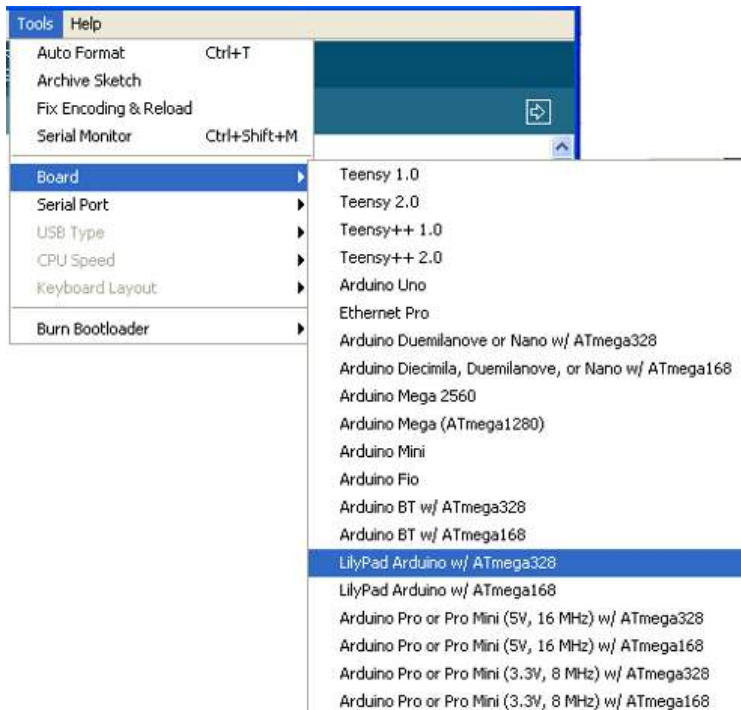 Tools Help
Auto Format Ctrl+T
Archive Sketch
Fix Encoding & Reload
Serial Monitor Ctrl+Shift+M
Board
Serial Port
USB Type
CPU Speed
Keyboard Layout
Burn Bootloader
Teensy 1.0
Teensy 2.0
Teensy++ 1.0
Teensy++ 2.0
Arduino Uno
Ethernet Pro
Arduino Duemilanove or Nano w/ ATmega328
Arduino Diecimila, Duemilanove, or Nano w/ ATmega168
Arduino Mega 2560
Arduino Mega (ATmega1280)
Arduino Mini
Arduino Fio
Arduino BT w/ ATmega328
Arduino BT w/ ATmega168
LilyPad Arduino w/ ATmega328
LilyPad Arduino w/ ATmega168
Arduino Pro or Pro Mini (5V, 16 MHz) w/ ATmega328
Arduino Pro or Pro Mini (5V, 16 MHz) w/ ATmega168
Arduino Pro or Pro Mini (3.3V, 8 MHz) w/ ATmega328
Arduino Pro or Pro Mini (3.3V, 8 MHz) w/ ATmega168